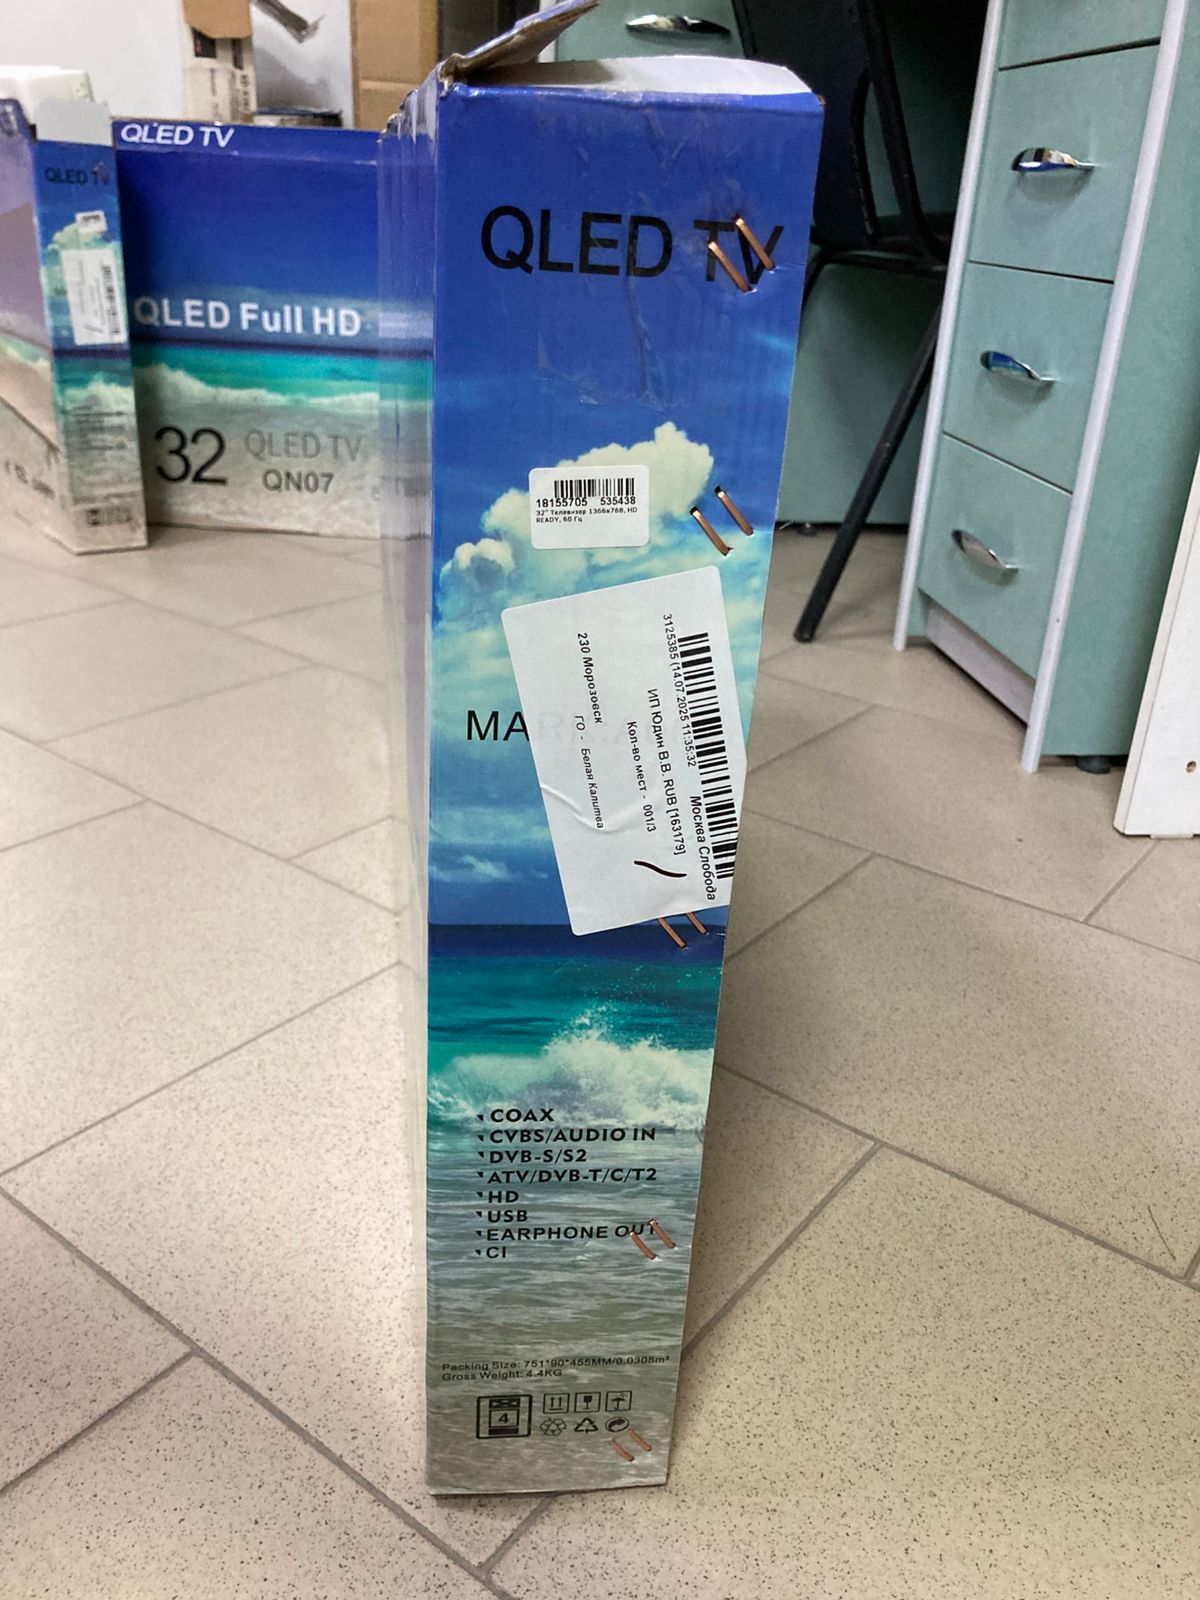 QLED TV
QLED TV
QLED Full HD
32 QLED TV
QN07
QLED TV
18155705 535438
32" Телевизор 1366x768, HD
READY, 60 Гц
MA
Москва Слобода
3125385 (14.07.2025 11:35:32
ИП Юдин В.В. RUB [163179]
Кол-во мест - 001/3
230 Морозовск
ГО - Белая Калитва
COAX
CVBS/AUDIO IN
DVB-S/S2
ATV/DVB-T/C/T2
HD
USB
EARPHONE OUT
CI
Packing Size: 751*90*455MM/0.0308m³
Gross Weight: 4.4KG
4